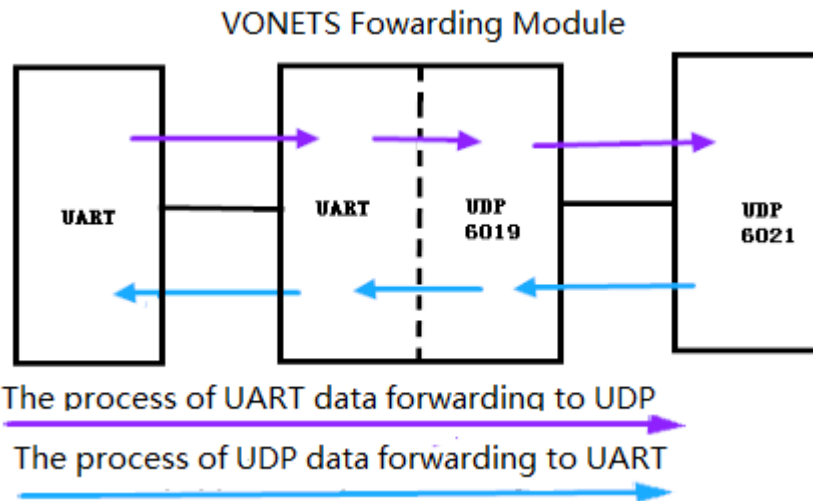 VONETS Fowarding Module
UART
UART
UDP
6019
UDP
6021
The process of UART data forwarding to UDP
The process of UDP data forwarding to UART